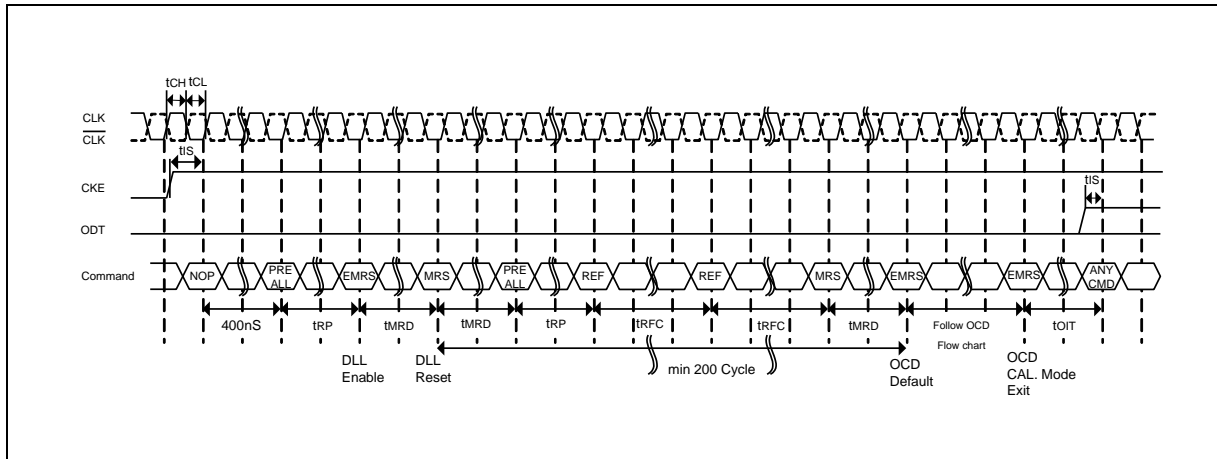 tCH tCL
CLK
CLK
tIS
CKE
tIS
ODT
Command NOP PRE ALL EMRS MRS PRE ALL REF REF MRS EMRS EMRS ANY CMD
400nS tRP tMRD tMRD tRP tRFC tRFC tMRD Follow OCD Flow chart tOIT
DLL Enable DLL Reset min 200 Cycle OCD Default OCD CAL. Mode Exit